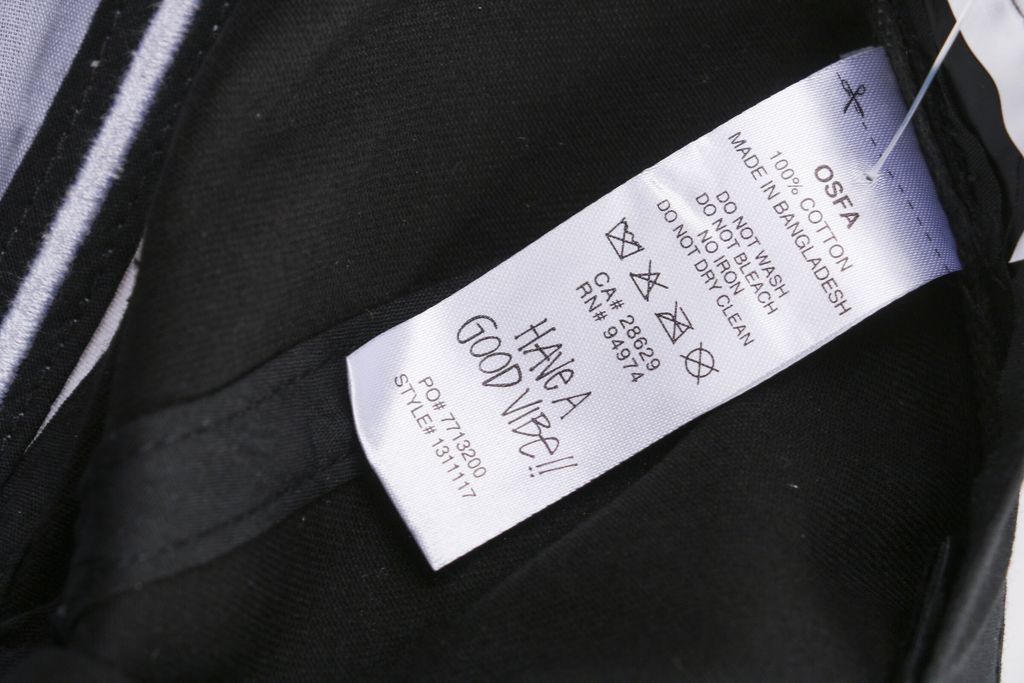 OSFA
100% COTTON
MADE IN BANGLADESH
DO NOT WASH
DO NOT BLEACH
NO IRON
DO NOT DRY CLEAN
CA# 28629
RN# 94974
HAVE A
GOOD VIBE!!
PO# 7713200
STYLE# 1311117